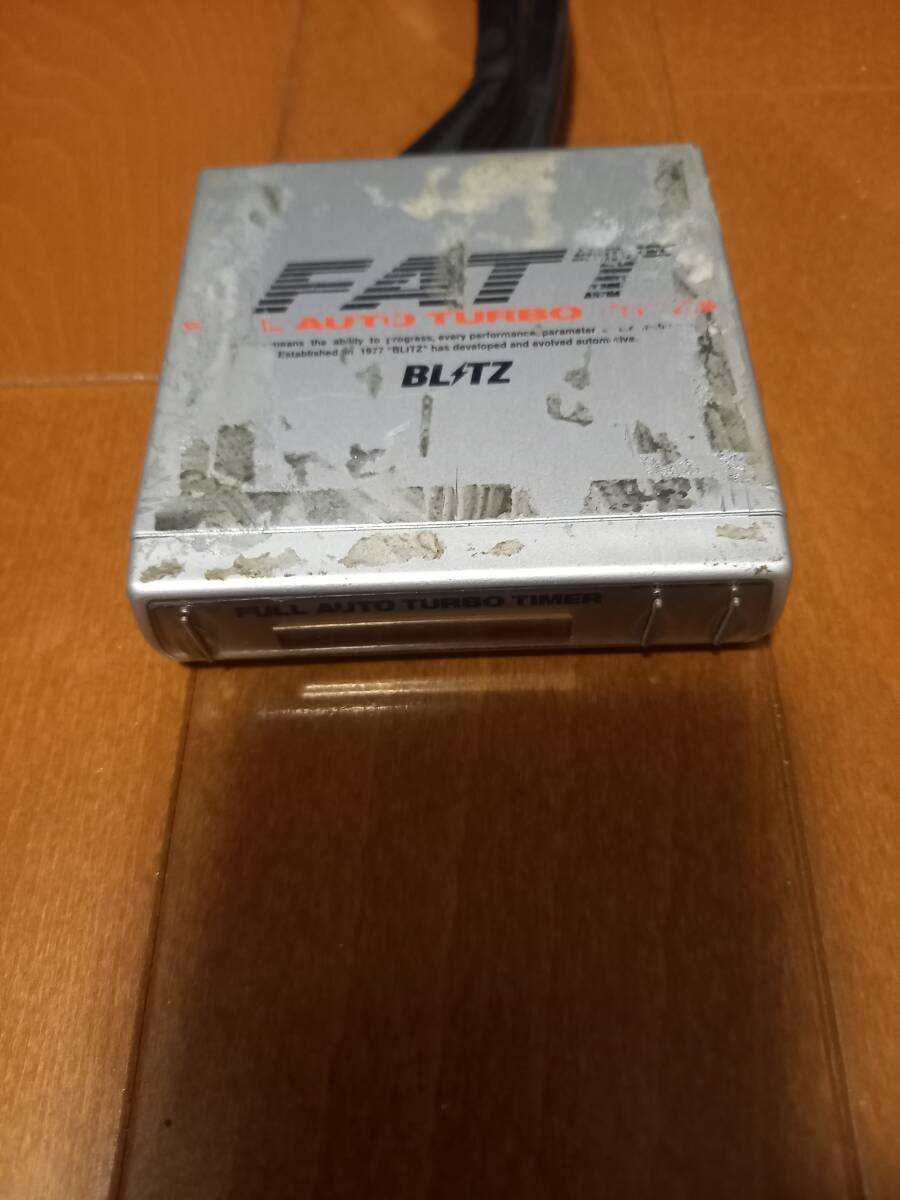 FATT
AUTO TURBO
means the ability to progress, every performance, parameter
Established in 1977 "BLITZ" has developed and evolved automotive.
BLITZ
FULL AUTO TURBO TIMER